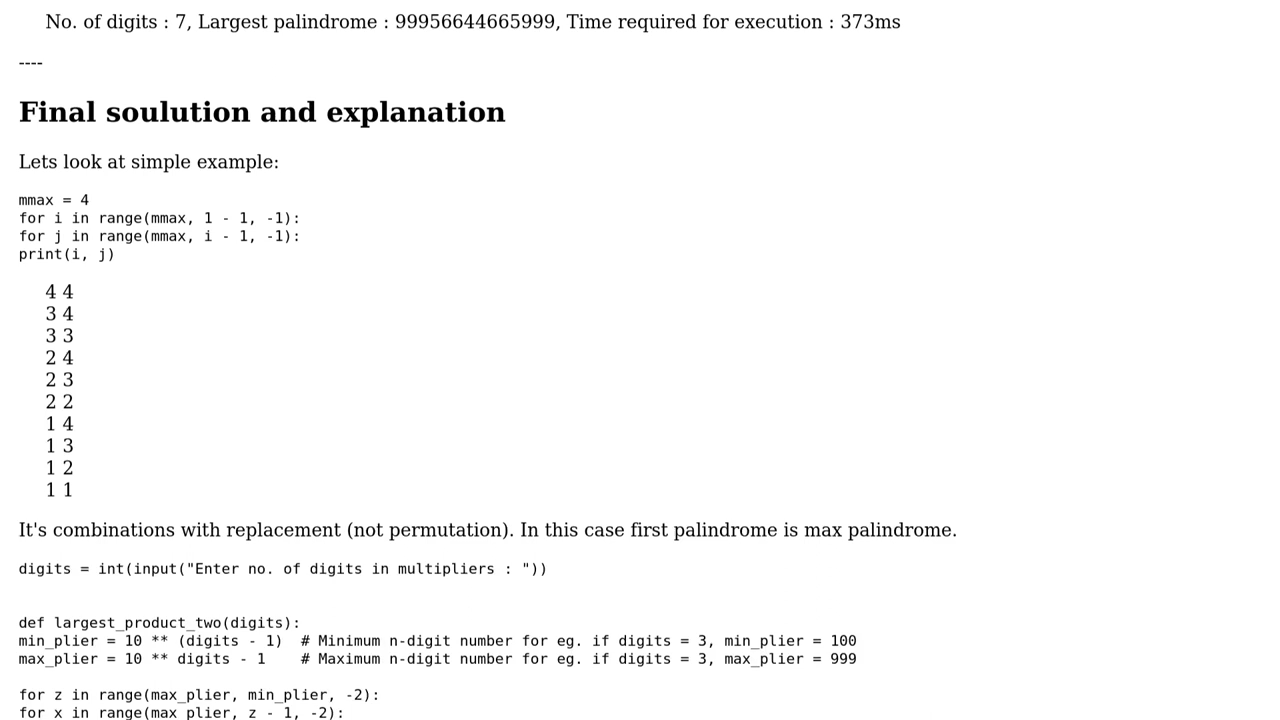 No. of digits : 7, Largest palindrome : 99956644665999, Time required for execution : 373ms
----
Final soulution and explanation
Lets look at simple example:
mmax = 4
for i in range(mmax, 1 - 1, -1):
for j in range(mmax, i - 1, -1):
print(i, j)
4 4
3 4
3 3
2 4
2 3
2 2
1 4
1 3
1 2
1 1
It's combinations with replacement (not permutation). In this case first palindrome is max palindrome.
digits = int(input("Enter no. of digits in multipliers : "))
def largest_product_two(digits):
min_plier = 10 ** (digits - 1)  # Minimum n-digit number for eg. if digits = 3, min_plier = 100
max_plier = 10 ** digits - 1    # Maximum n-digit number for eg. if digits = 3, max_plier = 999
for z in range(max_plier, min_plier, -2):
for x in range(max_plier, z - 1, -2):